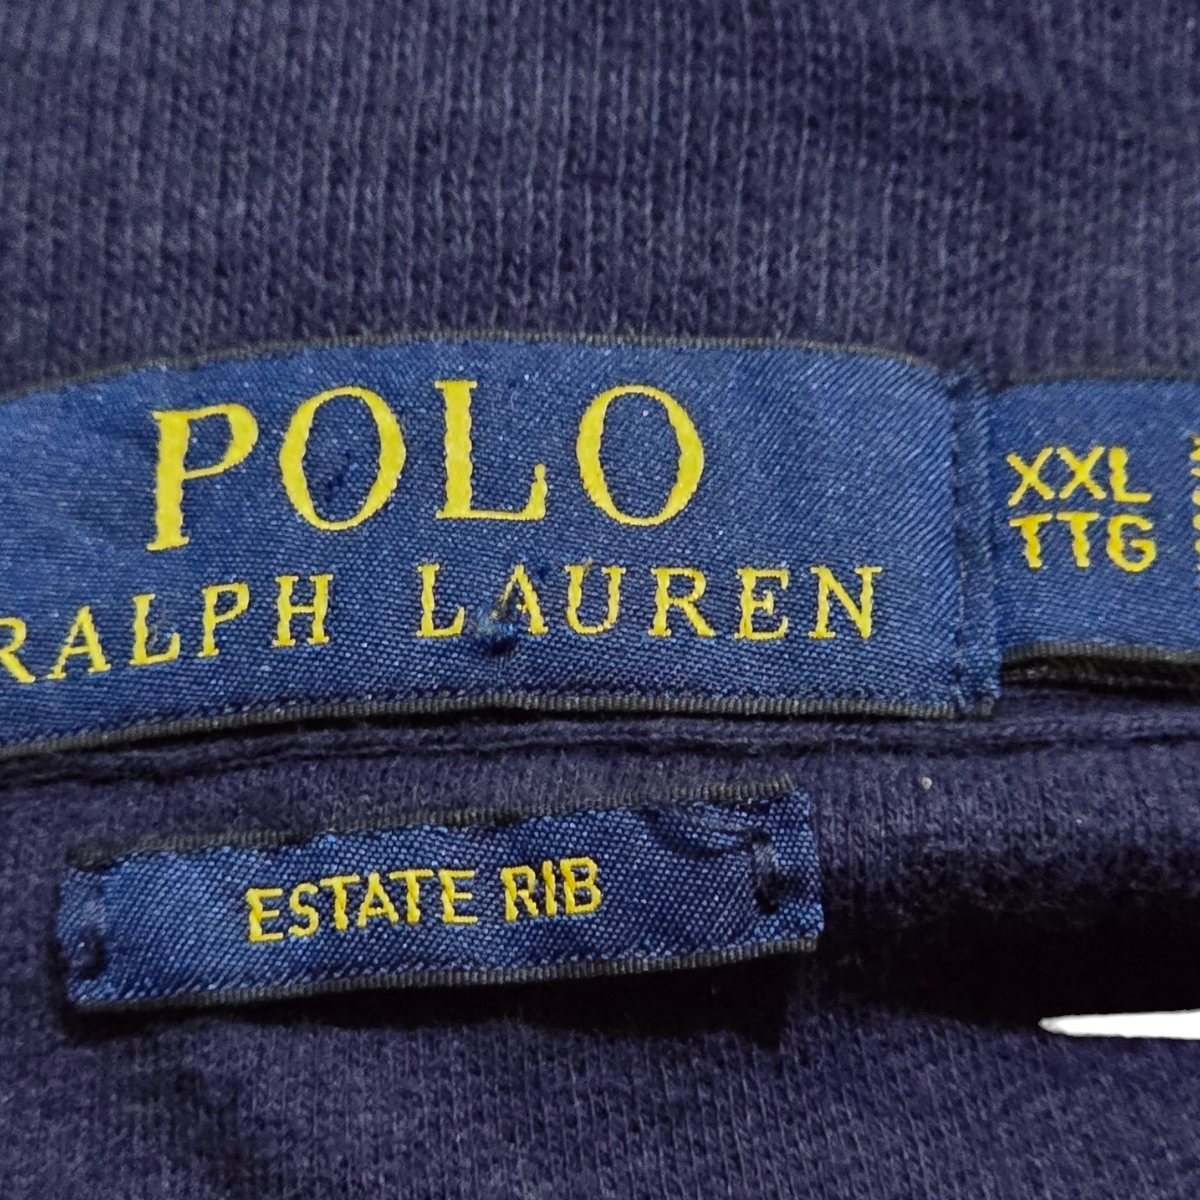 POLO
RALPH LAUREN
XXL
TTG
ESTATE RIB